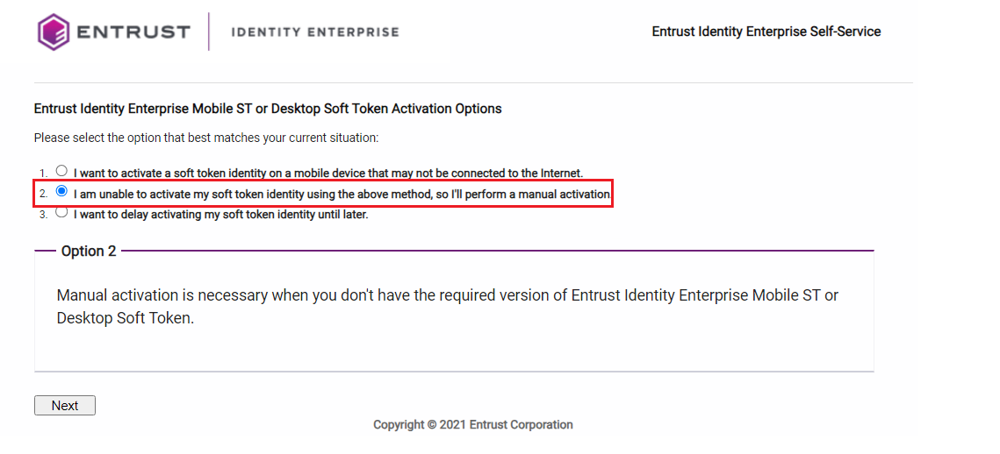 ENTRUST
IDENTITY ENTERPRISE
Entrust Identity Enterprise Self-Service
Entrust Identity Enterprise Mobile ST or Desktop Soft Token Activation Options
Please select the option that best matches your current situation:
1. I want to activate a soft token identity on a mobile device that may not be connected to the Internet.
2. I am unable to activate my soft token identity using the above method, so I'll perform a manual activation
3. I want to delay activating my soft token identity until later.
Option 2
Manual activation is necessary when you don't have the required version of Entrust Identity Enterprise Mobile ST or
Desktop Soft Token.
Next
Copyright © 2021 Entrust Corporation